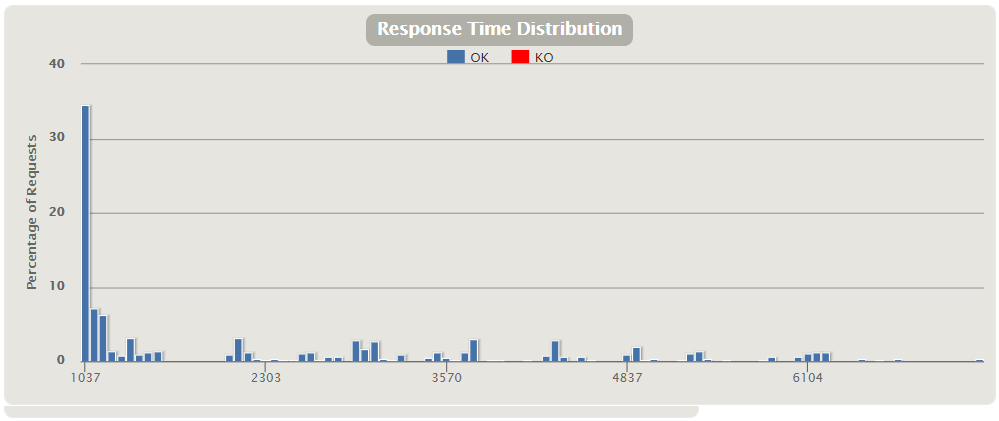 Response Time Distribution
OK KO
Percentage of Requests
40
30
20
10
0
1037 2303 3570 4837 6104